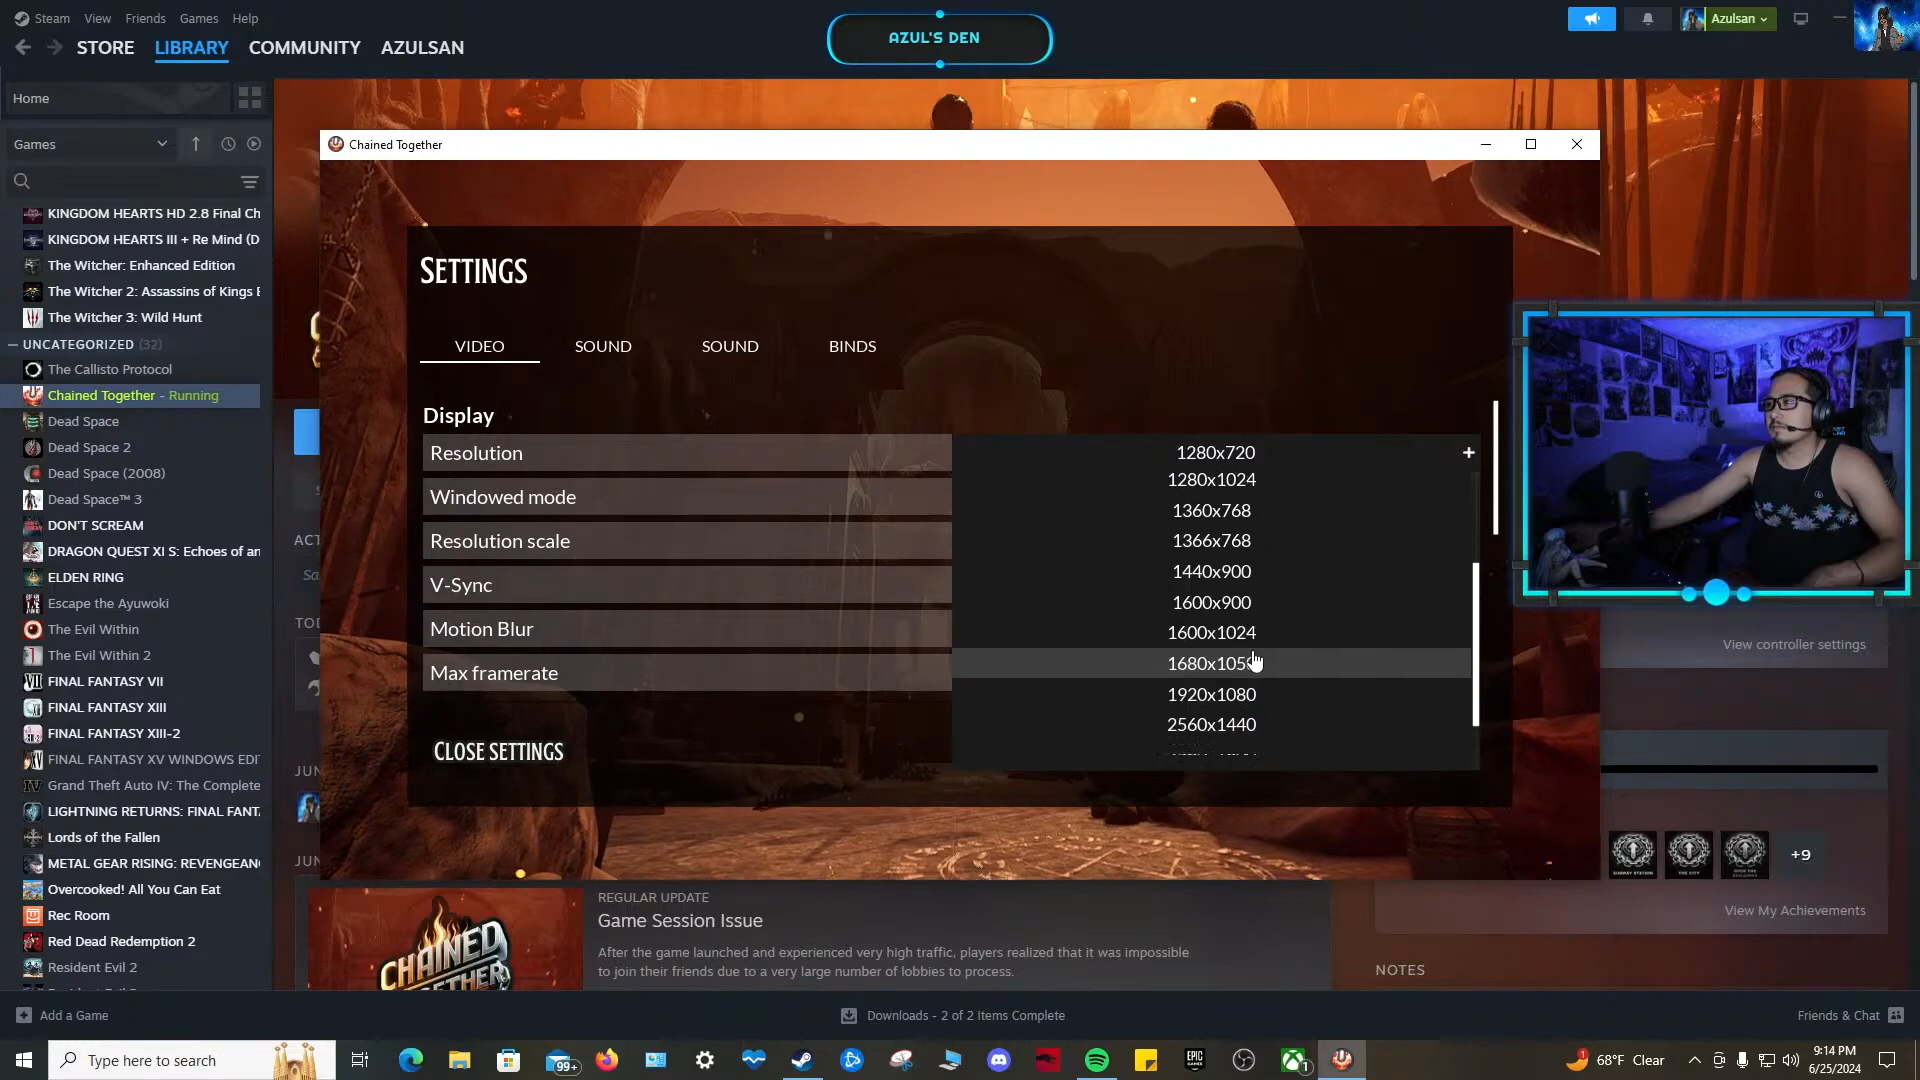 Steam View Friends Games Help
AZUL'S DEN
Azulsan
STORE LIBRARY COMMUNITY AZULSAN
Home
Games
Chained Together
KINGDOM HEARTS HD 2.8 Final Ch
KINGDOM HEARTS III + Re Mind (D
The Witcher: Enhanced Edition
The Witcher 2: Assassins of Kings E
The Witcher 3: Wild Hunt
UNCATEGORIZED (32)
The Callisto Protocol
Chained Together - Running
Dead Space
Dead Space 2
Dead Space (2008)
Dead Space™ 3
DON'T SCREAM
DRAGON QUEST XI S: Echoes of an
ELDEN RING
Escape the Ayuwoki
The Evil Within
The Evil Within 2
FINAL FANTASY VII
FINAL FANTASY XIII
FINAL FANTASY XIII-2
FINAL FANTASY XV WINDOWS EDI
Grand Theft Auto IV: The Complete
LIGHTNING RETURNS: FINAL FANT
Lords of the Fallen
METAL GEAR RISING: REVENGEAN
Overcooked! All You Can Eat
Rec Room
Red Dead Redemption 2
Resident Evil 2
SETTINGS
VIDEO SOUND SOUND BINDS
Display
Resolution 1280x720 +
1280x1024
Windowed mode
1360x768
Resolution scale 1366x768
1440x900
V-Sync
1600x900
Motion Blur 1600x1024
1680x105
Max framerate
1920x1080
2560x1440
CLOSE SETTINGS
View controller settings
SUBWAY STATION THE CITY
+9
View My Achievements
NOTES
REGULAR UPDATE
Game Session Issue
After the game launched and experienced very high traffic, players realized that it was impossible
to join their friends due to a very large number of lobbies to process.
CHAINED
TOGETHER
Add a Game
Downloads - 2 of 2 Items Complete
Friends & Chat
Type here to search
99+
EPIC GAMES
1
68°F Clear
9:14 PM
6/25/2024